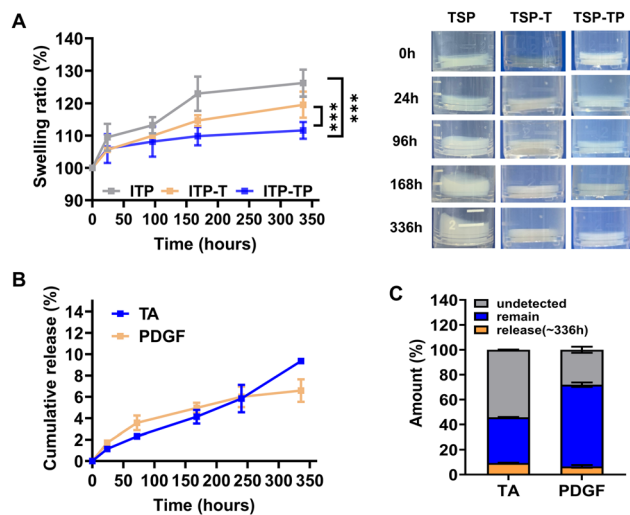 A
Swelling ratio (%)
140
130
120
110
100
90
0 50 100 150 200 250 300 350
Time (hours)
ITP ITP-T ITP-TP
***
***
TSP TSP-T TSP-TP
0h
24h
96h
168h
336h
2
B
Cumulative release (%)
14
12
10
8
6
4
2
0
0 50 100 150 200 250 300 350
Time (hours)
TA
PDGF
C
Amount (%)
140
120
100
80
60
40
20
0
undetected
remain
release(~336h)
TA PDGF